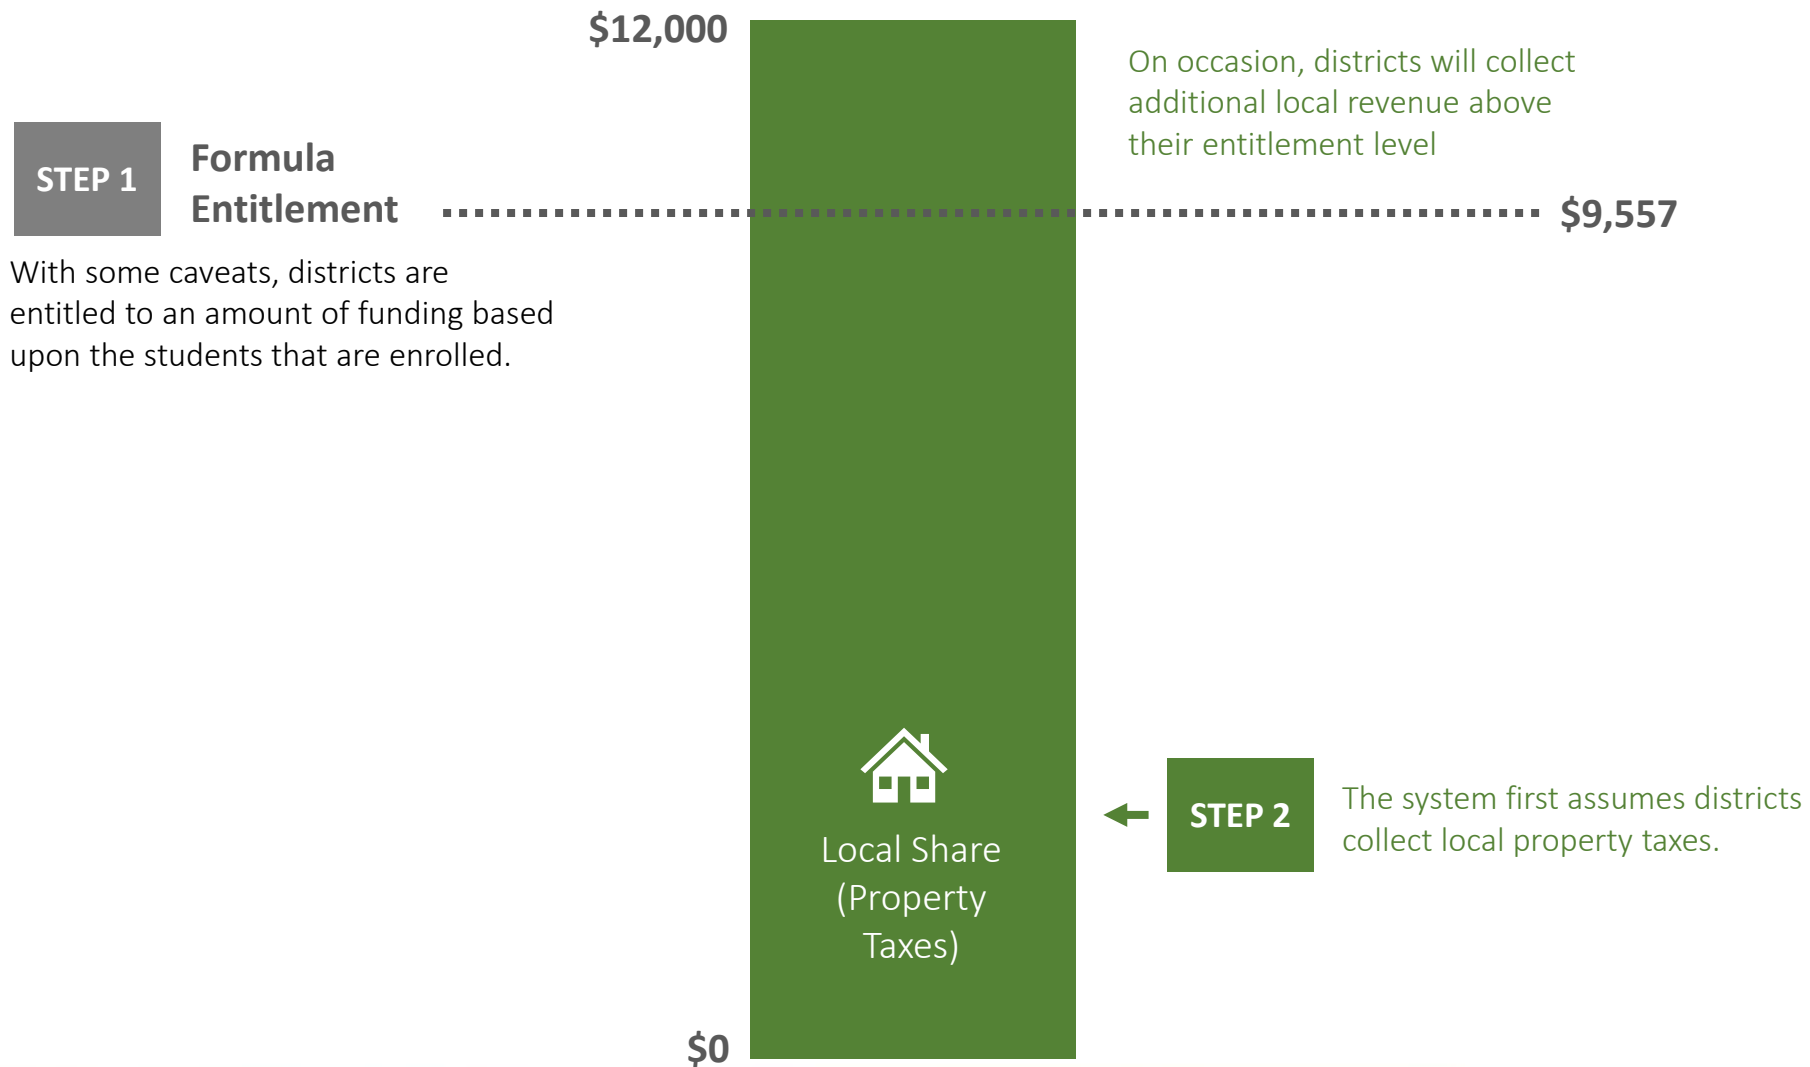 $12,000
On occasion, districts will collect
additional local revenue above
their entitlement level
STEP 1
Formula
Entitlement
$9,557
With some caveats, districts are
entitled to an amount of funding based
upon the students that are enrolled.
Local Share
(Property
Taxes)
STEP 2
The system first assumes districts
collect local property taxes.
$0